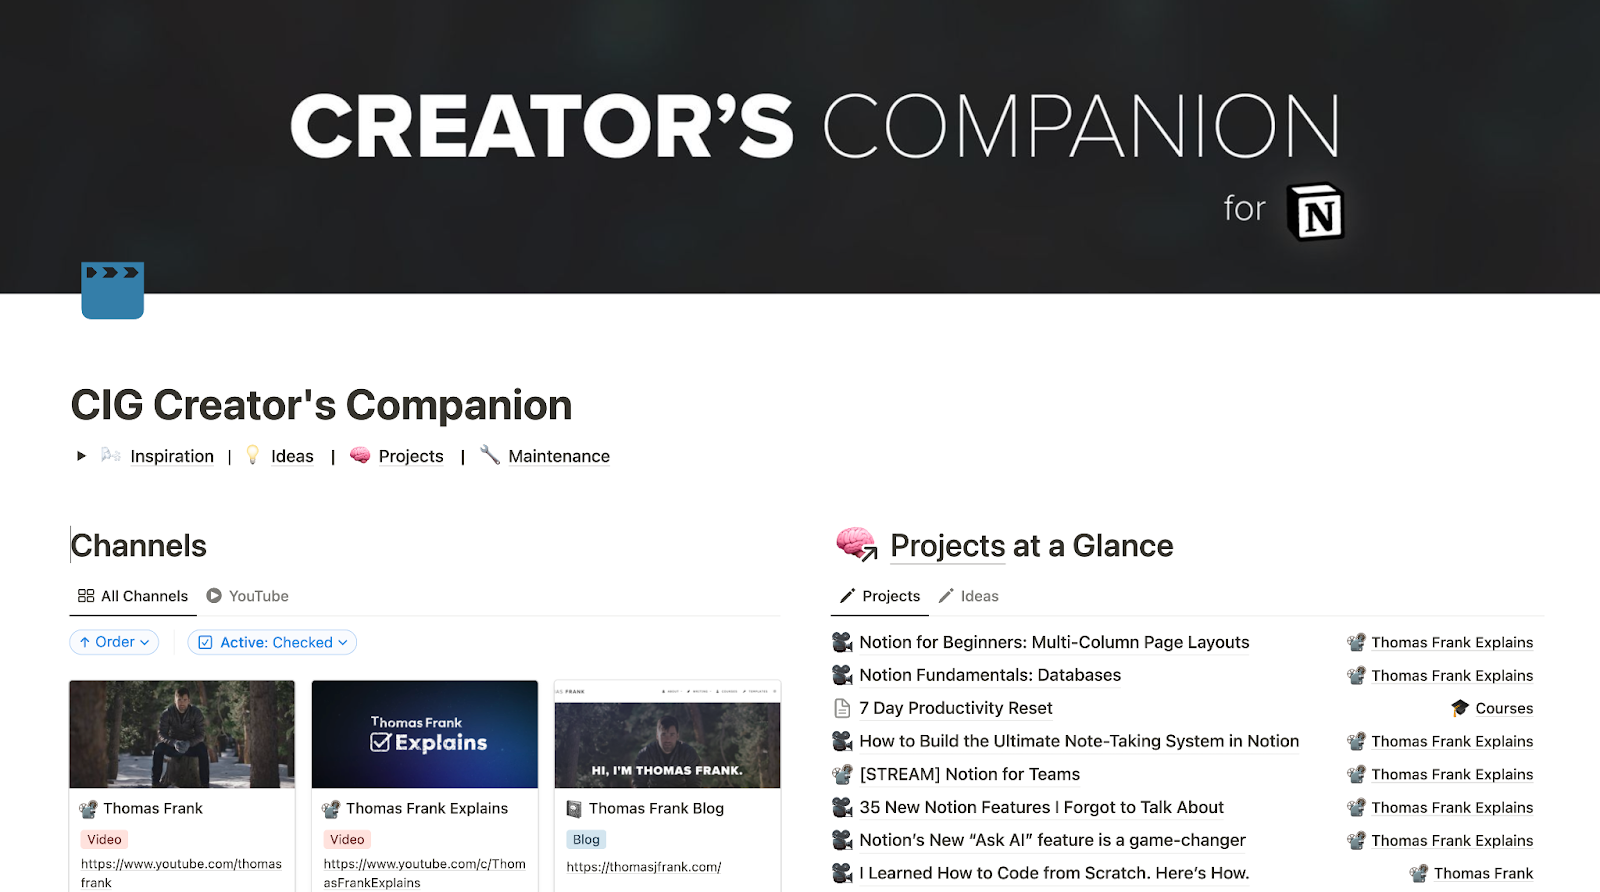 CREATOR’S COMPANION
for N
CIG Creator's Companion
Inspiration | Ideas | Projects | Maintenance
Channels
All Channels YouTube
Order Active: Checked
FRANK
HI, I'M THOMAS FRANK.
Thomas Frank
Explains
Thomas Frank
Video
https://www.youtube.com/thomas
frank
Thomas Frank Explains
Video
https://www.youtube.com/c/Thom
asFrankExplains
Thomas Frank Blog
Blog
https://thomasjfrank.com/
Projects at a Glance
Projects Ideas
Notion for Beginners: Multi-Column Page Layouts Thomas Frank Explains
Notion Fundamentals: Databases Thomas Frank Explains
7 Day Productivity Reset Courses
How to Build the Ultimate Note-Taking System in Notion Thomas Frank Explains
[STREAM] Notion for Teams Thomas Frank Explains
35 New Notion Features I Forgot to Talk About Thomas Frank Explains
Notion’s New “Ask AI” feature is a game-changer Thomas Frank Explains
I Learned How to Code from Scratch. Here’s How. Thomas Frank